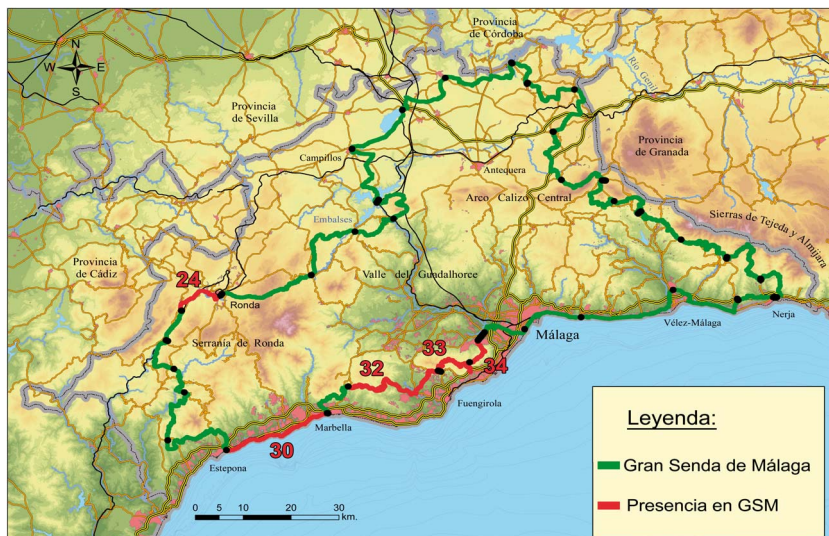 N
W E
S
Provincia
de Córdoba
Río Genil
Provincia
de Sevilla
Provincia
de Granada
Campillos
Antequera
Arco Calizo Central
Embalses
Sierras de Tejeda y Almijara
Provincia
de Cádiz
Valle del Guadalhorce
24
Ronda
Nerja
Vélez-Málaga
Málaga
Serranía de Ronda
33
32
34
Fuengirola
Marbella
30
Estepona
0 5 10 20 30
km.
Leyenda:
Gran Senda de Málaga
Presencia en GSM